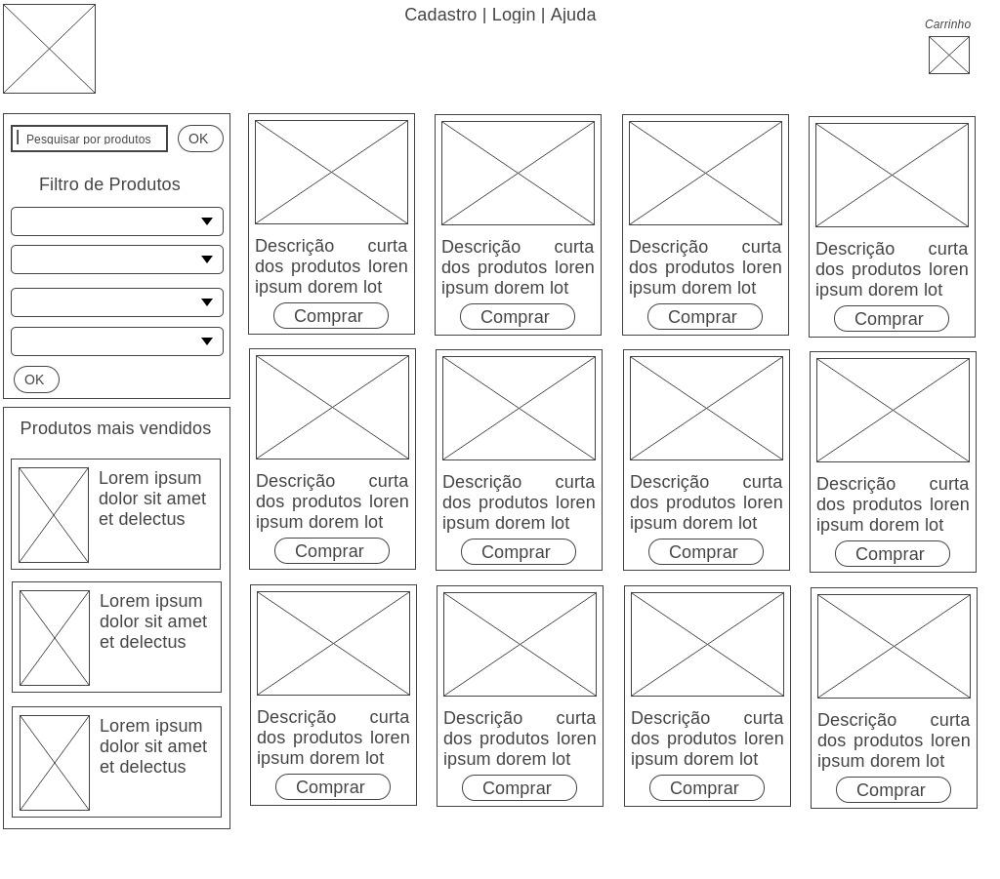 Cadastro | Login | Ajuda
Carrinho
Pesquisar por produtos
OK
Filtro de Produtos
OK
Produtos mais vendidos
Lorem ipsum
dolor sit amet
et delectus
Lorem ipsum
dolor sit amet
et delectus
Lorem ipsum
dolor sit amet
et delectus
Descrição curta
dos produtos loren
ipsum dorem lot
Comprar
Descrição curta
dos produtos loren
ipsum dorem lot
Comprar
Descrição curta
dos produtos loren
ipsum dorem lot
Comprar
Descrição curta
dos produtos loren
ipsum dorem lot
Comprar
Descrição curta
dos produtos loren
ipsum dorem lot
Comprar
Descrição curta
dos produtos loren
ipsum dorem lot
Comprar
Descrição curta
dos produtos loren
ipsum dorem lot
Comprar
Descrição curta
dos produtos loren
ipsum dorem lot
Comprar
Descrição curta
dos produtos loren
ipsum dorem lot
Comprar
Descrição curta
dos produtos loren
ipsum dorem lot
Comprar
Descrição curta
dos produtos loren
ipsum dorem lot
Comprar
Descrição curta
dos produtos loren
ipsum dorem lot
Comprar